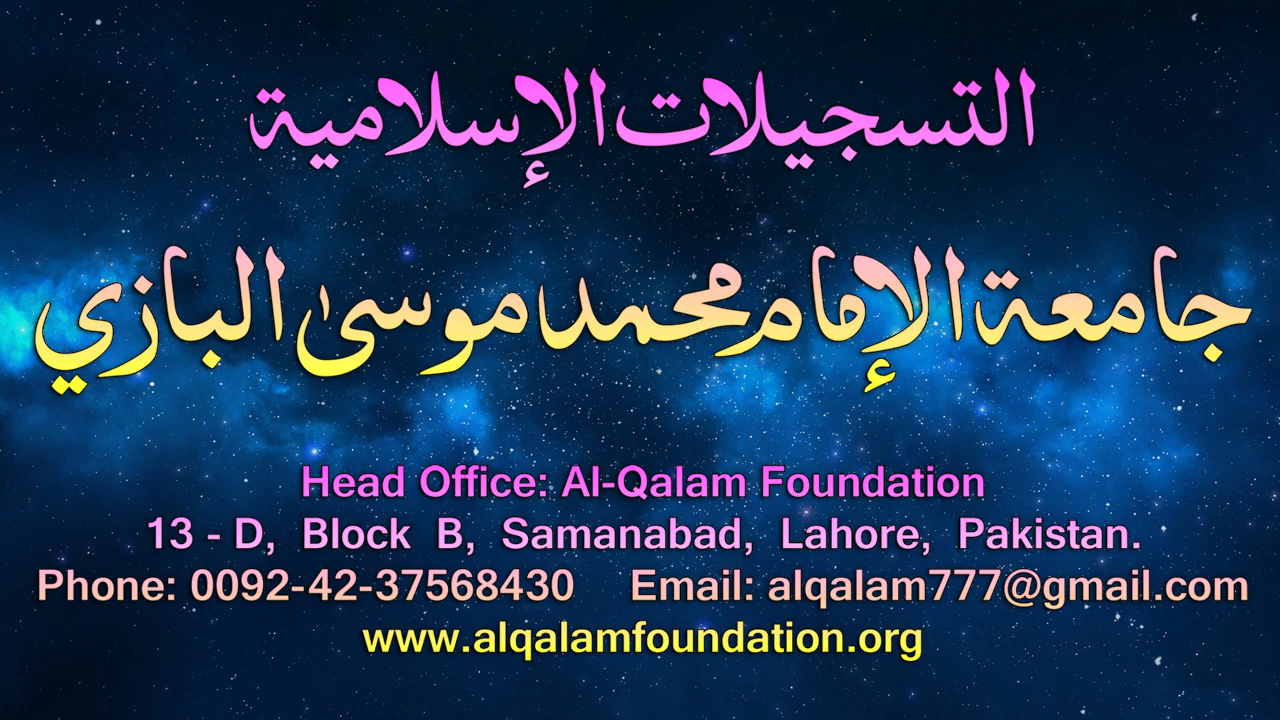 التسجيلات الإسلامية
جامعة الإمام محمد موسىٰ البازي
Head Office: Al-Qalam Foundation
13 - D, Block B, Samanabad, Lahore, Pakistan.
Phone: 0092-42-37568430 Email: alqalam777@gmail.com
www.alqalamfoundation.org